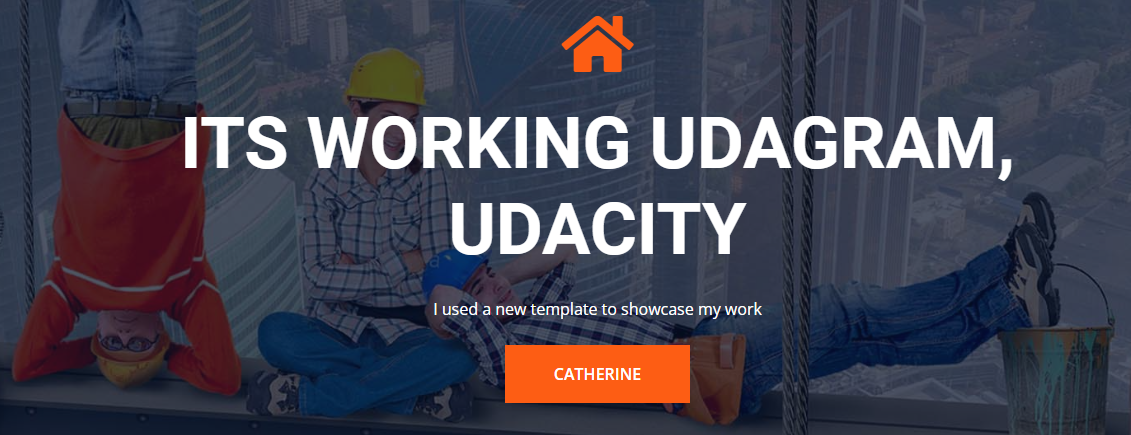 ITS WORKING UDAGRAM,
UDACITY
I used a new template to showcase my work
CATHERINE